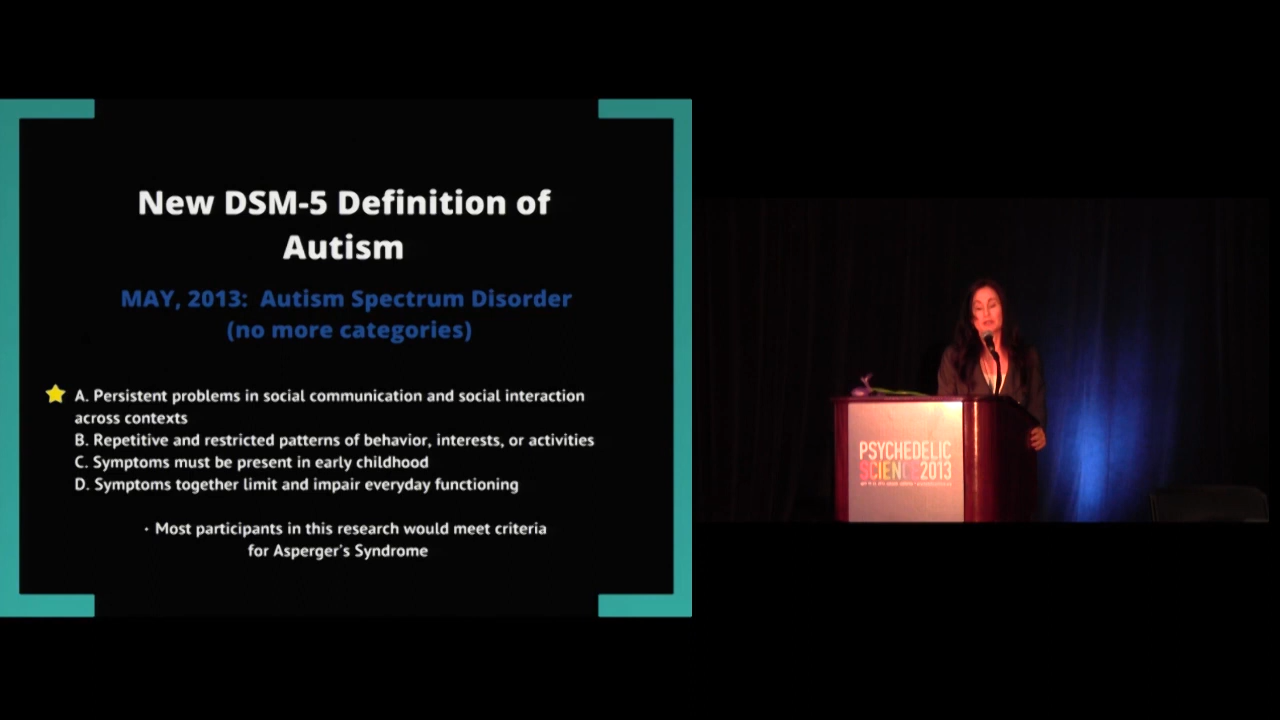 New DSM-5 Definition of
Autism
MAY, 2013: Autism Spectrum Disorder
(no more categories)
A. Persistent problems in social communication and social interaction
across contexts
B. Repetitive and restricted patterns of behavior, interests, or activities
C. Symptoms must be present in early childhood
D. Symptoms together limit and impair everyday functioning
· Most participants in this research would meet criteria
for Asperger's Syndrome
PSYCHEDELIC
SCIENCE2013